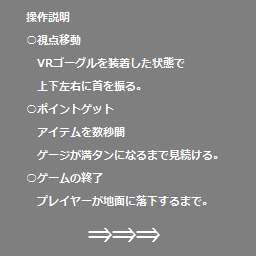 操作説明
○視点移動
VRゴーグルを装着した状態で
上下左右に首を振る。
○ポイントゲット
アイテムを数秒間
ゲージが満タンになるまで見続ける。
○ゲームの終了
プレイヤーが地面に落下するまで。
⇒⇒⇒